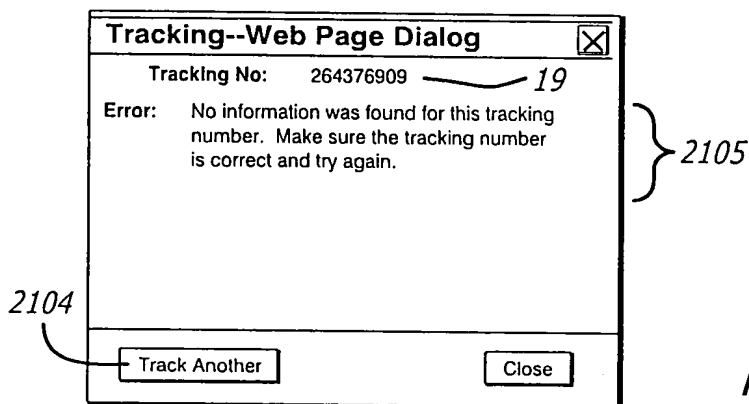 Tracking--Web Page Dialog
Tracking No: 264376909 19
Error: No information was found for this tracking
number. Make sure the tracking number
is correct and try again.
2105
2104
Track Another Close